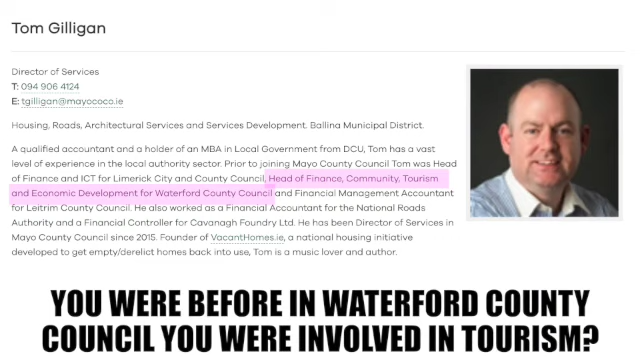 Tom Gilligan
Director of Services
T: 094 906 4124
E: tgilligan@mayococo.ie
Housing, Roads, Architectural Services and Services Development. Ballina Municipal District.
A qualified accountant and a holder of an MBA in Local Government from DCU, Tom has a vast
level of experience in the local authority sector. Prior to joining Mayo County Council Tom was Head
of Finance and ICT for Limerick City and County Council, Head of Finance, Community, Tourism
and Economic Development for Waterford County Council and Financial Management Accountant
for Leitrim County Council. He also worked as a Financial Accountant for the National Roads
Authority and a Financial Controller for Cavanagh Foundry Ltd. He has been Director of Services in
Mayo County Council since 2015. Founder of VacantHomes.ie, a national housing initiative
developed to get empty/derelict homes back into use, Tom is a music lover and author.
YOU WERE BEFORE IN WATERFORD COUNTY
COUNCIL YOU WERE INVOLVED IN TOURISM?